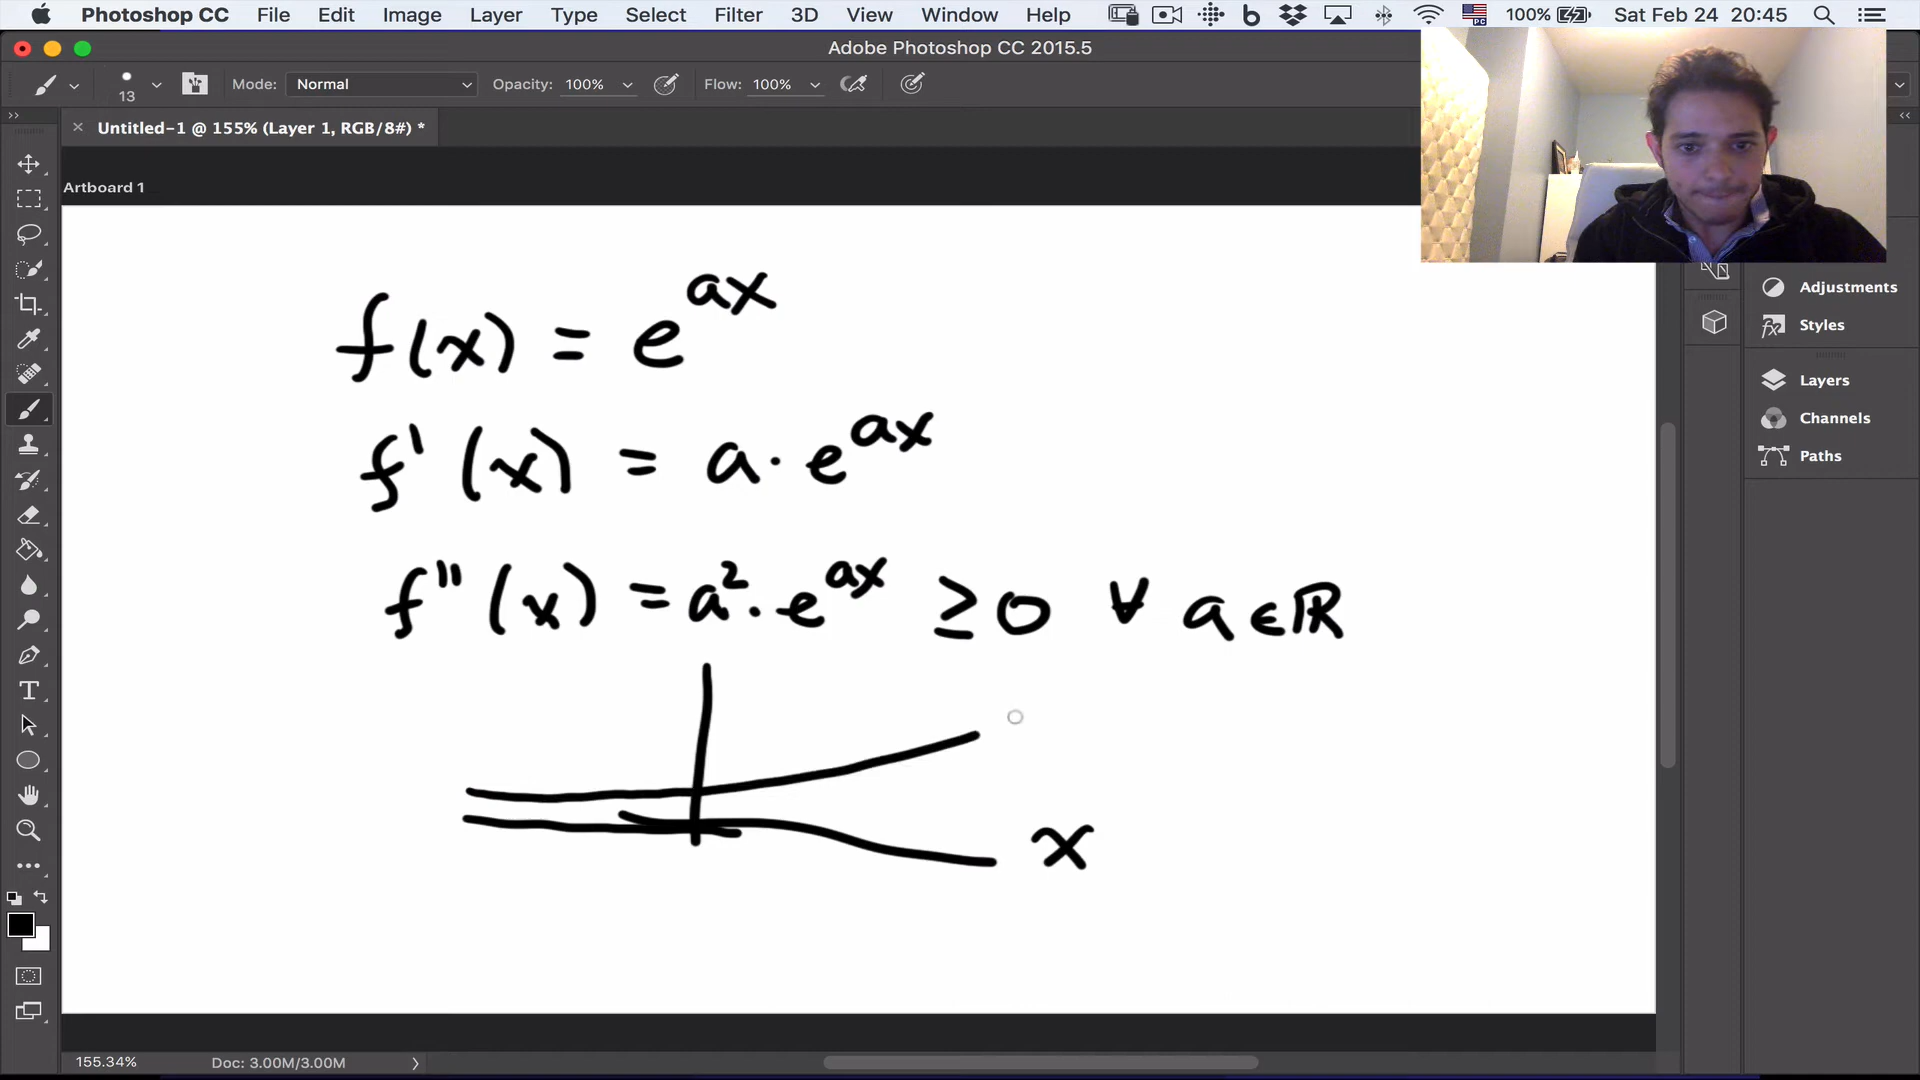 Photoshop CC File Edit Image Layer Type Select Filter 3D View Window Help 100% Sat Feb 24 20:45
Adobe Photoshop CC 2015.5
13 Mode: Normal Opacity: 100% Flow: 100%
× Untitled-1 @ 155% (Layer 1, RGB/8#) *
Artboard 1
f(x) = e^{ax}
f'(x) = a · e^{ax}
f''(x) = a² · e^{ax} ≥ 0 ∀ a ∈ ℝ
x
Adjustments
Styles
Layers
Channels
Paths
155.34% Doc: 3.00M/3.00M